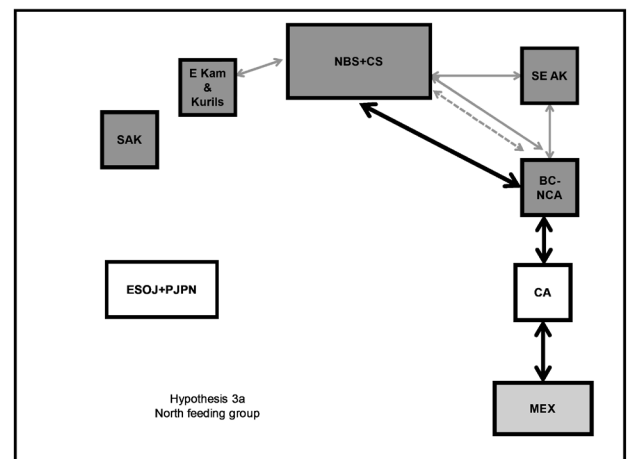 NBS+CS
E Kam
&
Kurils
SE AK
SAK
BC-
NCA
ESOJ+PJPN
CA
Hypothesis 3a
North feeding group
MEX